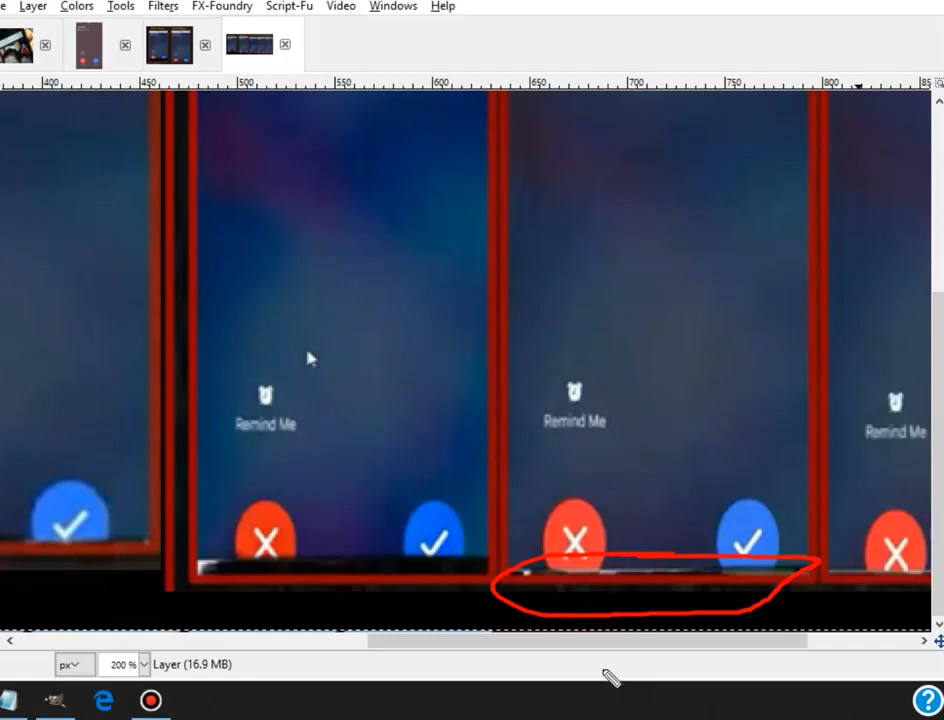 e Layer Colors Tools Filters FX-Foundry Script-Fu Video Windows Help
400 450 500 550 600 650 700 750 800 85
Remind Me Remind Me Remind Me
px 200 % Layer (16.9 MB)